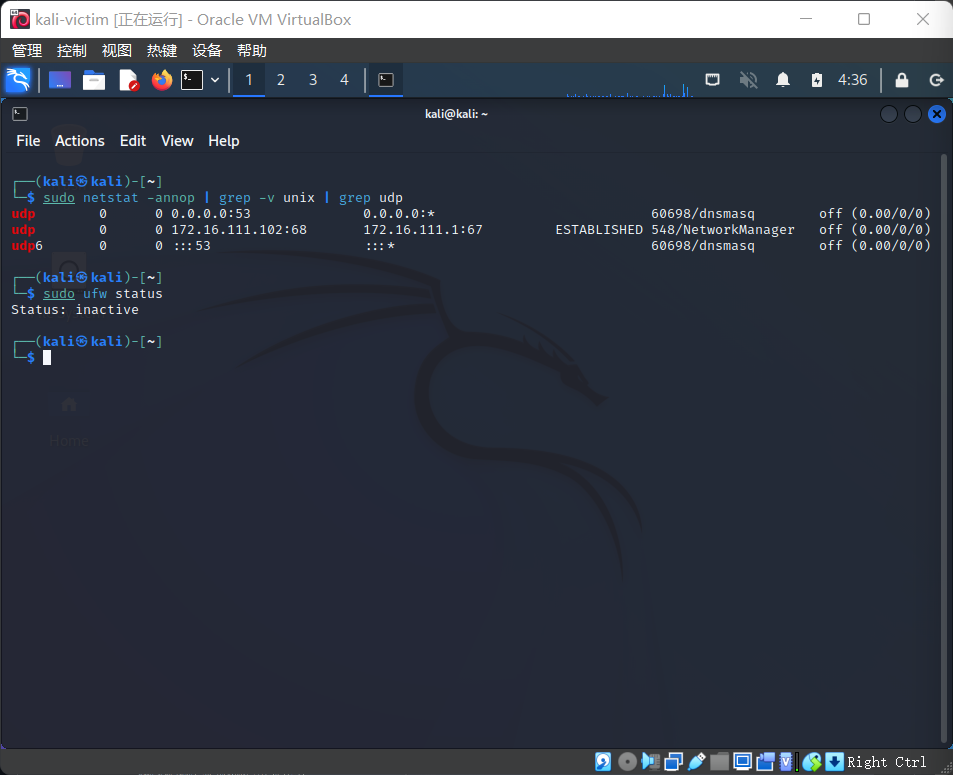 kali-victim [正在运行] - Oracle VM VirtualBox
管理 控制 视图 热键 设备 帮助
1 2 3 4 4:36
kali@kali: ~
File Actions Edit View Help
┌──(kali㉿kali)-[~]
└─$ sudo netstat -annop | grep -v unix | grep udp
udp 0 0 0.0.0.0:53 0.0.0.0:* 60698/dnsmasq off (0.00/0/0)
udp 0 0 172.16.111.102:68 172.16.111.1:67 ESTABLISHED 548/NetworkManager off (0.00/0/0)
udp6 0 0 :::53 :::* 60698/dnsmasq off (0.00/0/0)
┌──(kali㉿kali)-[~]
└─$ sudo ufw status
Status: inactive
┌──(kali㉿kali)-[~]
└─$
Home
Right Ctrl